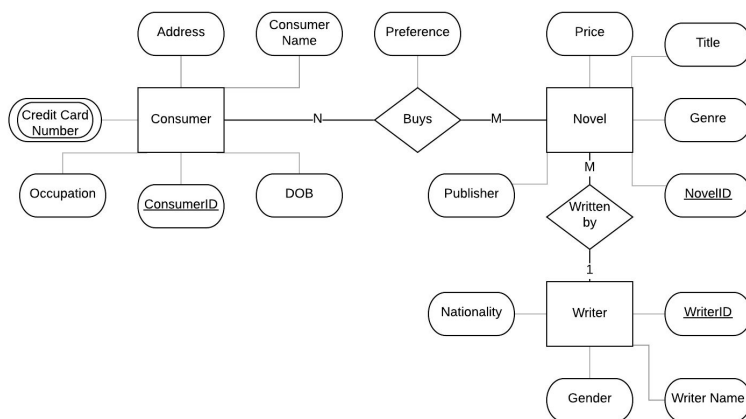 Address
Consumer
Name
Preference
Price
Title
Credit Card
Number
Consumer
N
Buys
M
Novel
Genre
Occupation
ConsumerID
DOB
Publisher
M
Written
by
NovelID
1
Nationality
Writer
WriterID
Gender
Writer Name